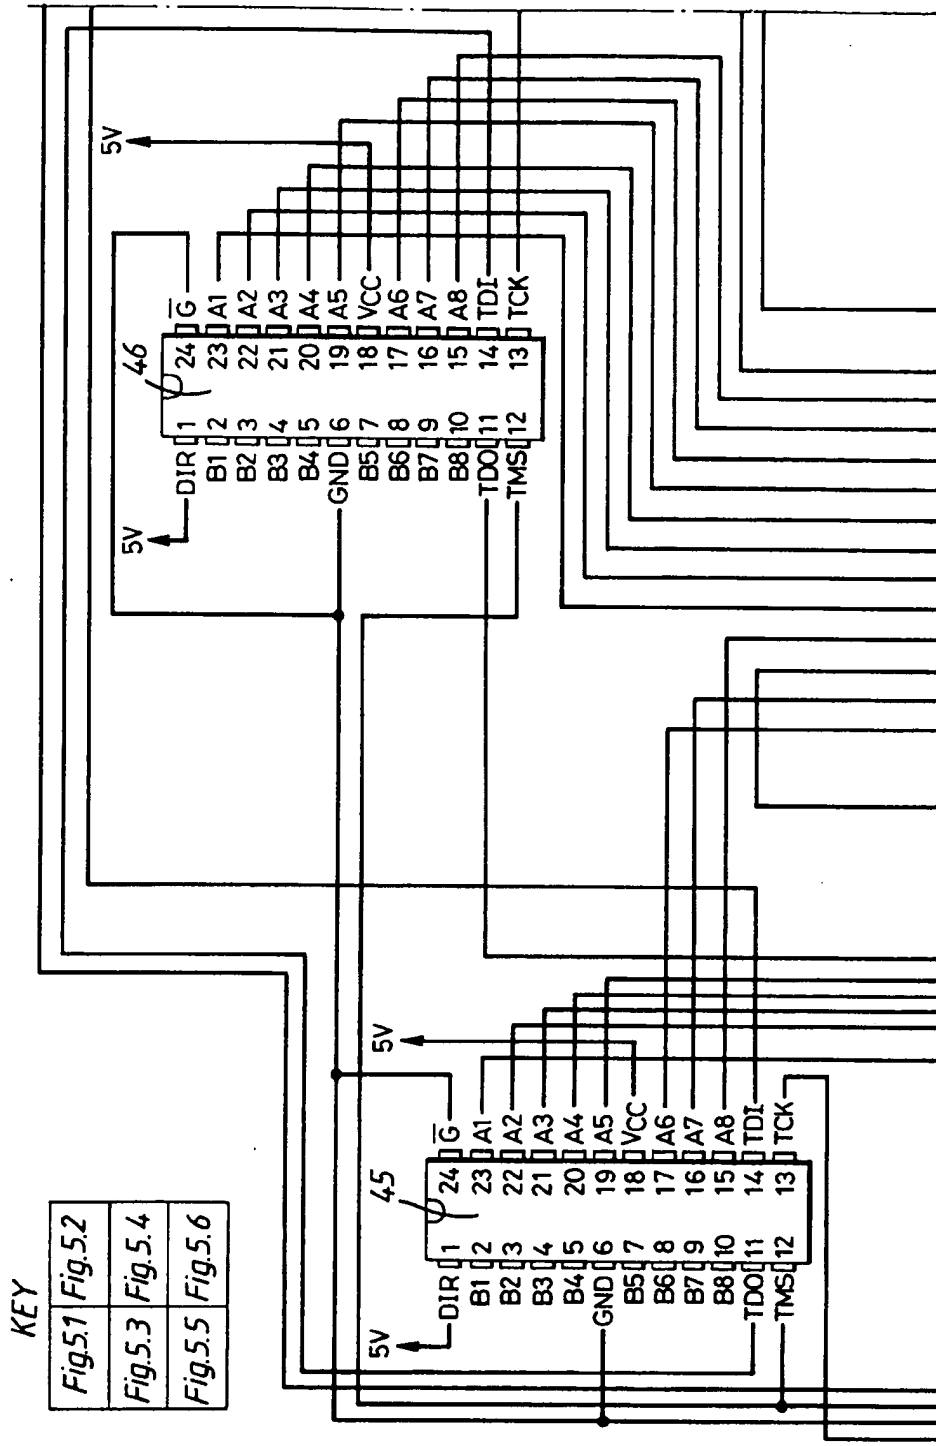 KEY
Fig.5.1 Fig.5.2
Fig.5.3 Fig.5.4
Fig.5.5 Fig.5.6
5V
5V
46
DIR 1 24 G̅
B1 2 23 A1
B2 3 22 A2
B3 4 21 A3
B4 5 20 A4
GND 6 19 A5
B5 7 18 VCC
B6 8 17 A6
B7 9 16 A7
B8 10 15 A8
TDO 11 14 TDI
TMS 12 13 TCK
5V
5V
45
DIR 1 24 G̅
B1 2 23 A1
B2 3 22 A2
B3 4 21 A3
B4 5 20 A4
GND 6 19 A5
B5 7 18 VCC
B6 8 17 A6
B7 9 16 A7
B8 10 15 A8
TDO 11 14 TDI
TMS 12 13 TCK